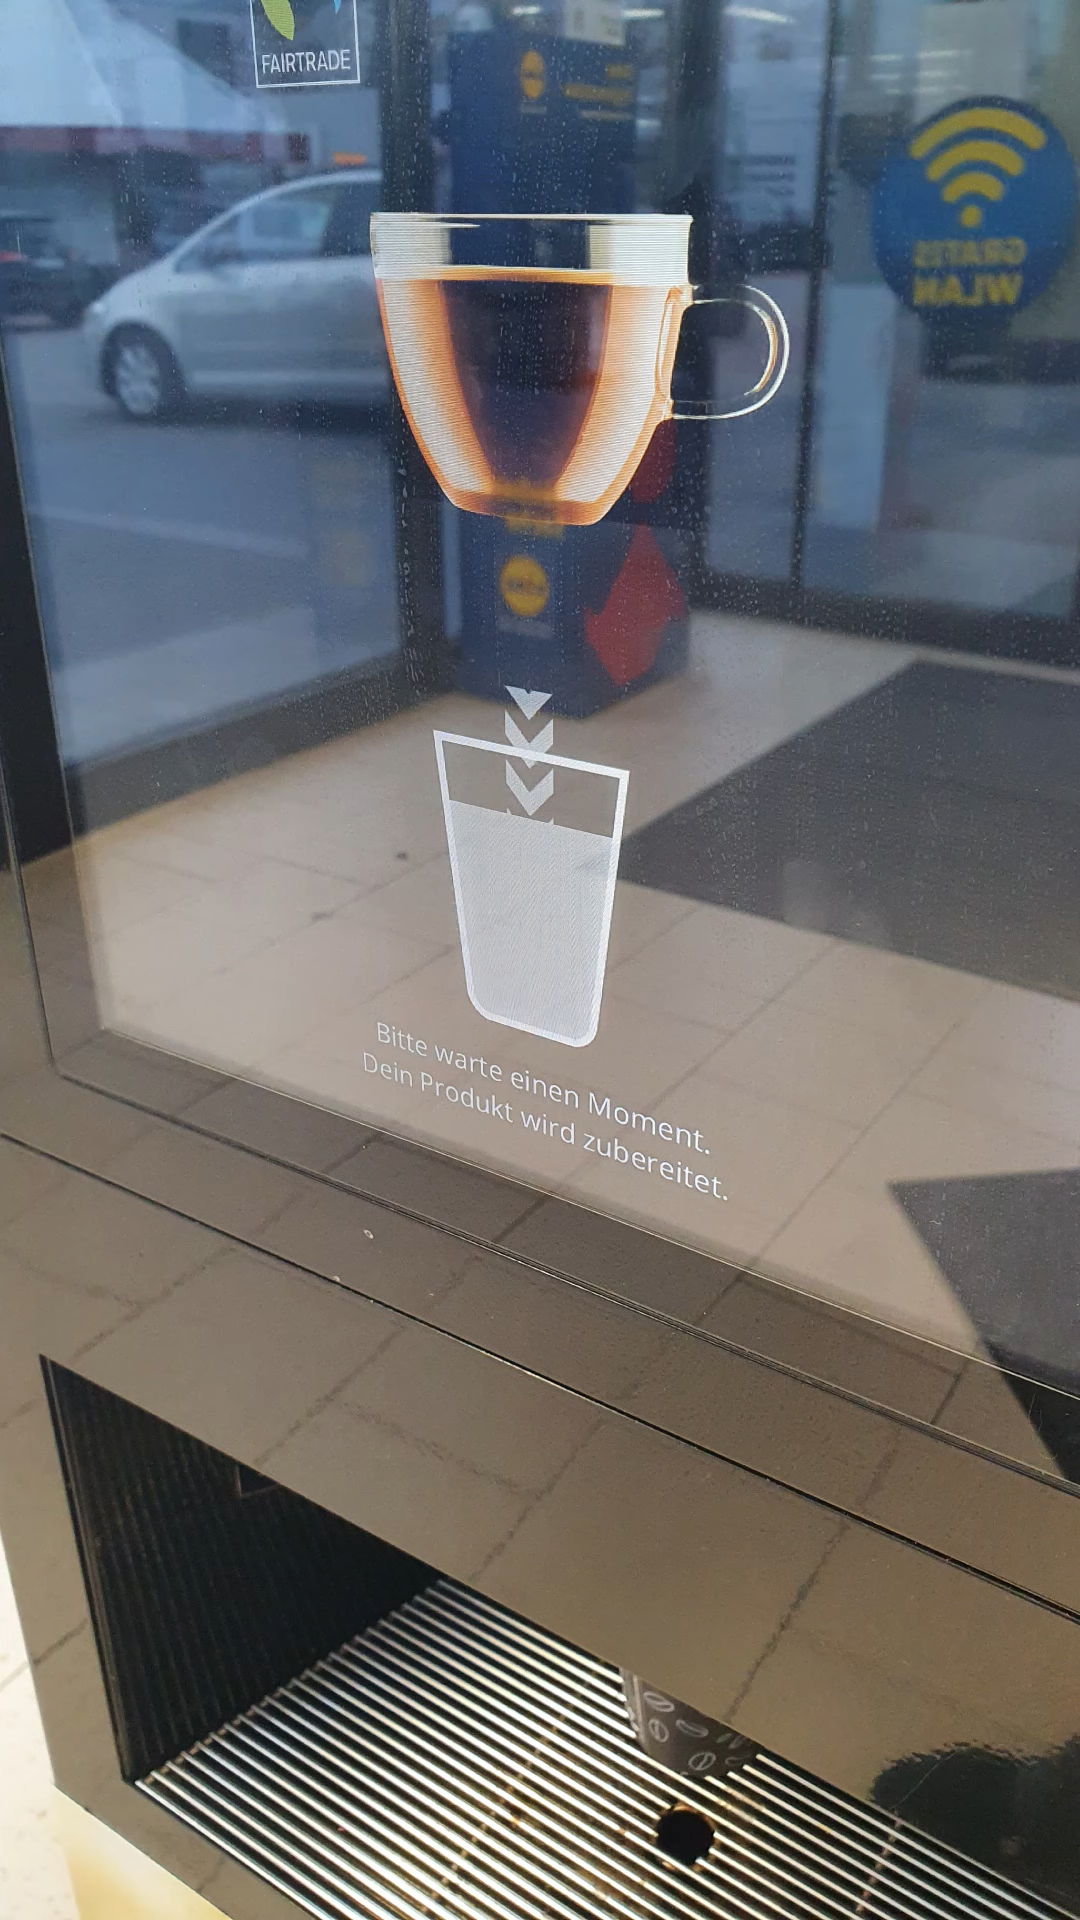 FAIRTRADE
GRATIS
WLAN
Bitte warte einen Moment.
Dein Produkt wird zubereitet.